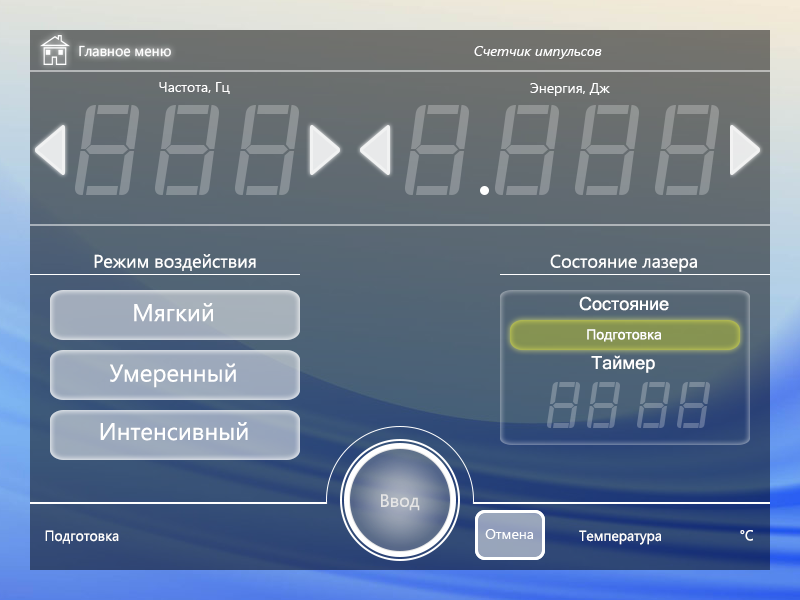 Главное меню
Счетчик импульсов
Частота, Гц
Энергия, Дж
Режим воздействия
Состояние лазера
Мягкий
Умеренный
Интенсивный
Состояние
Подготовка
Таймер
Ввод
Подготовка
Отмена
Температура
°C